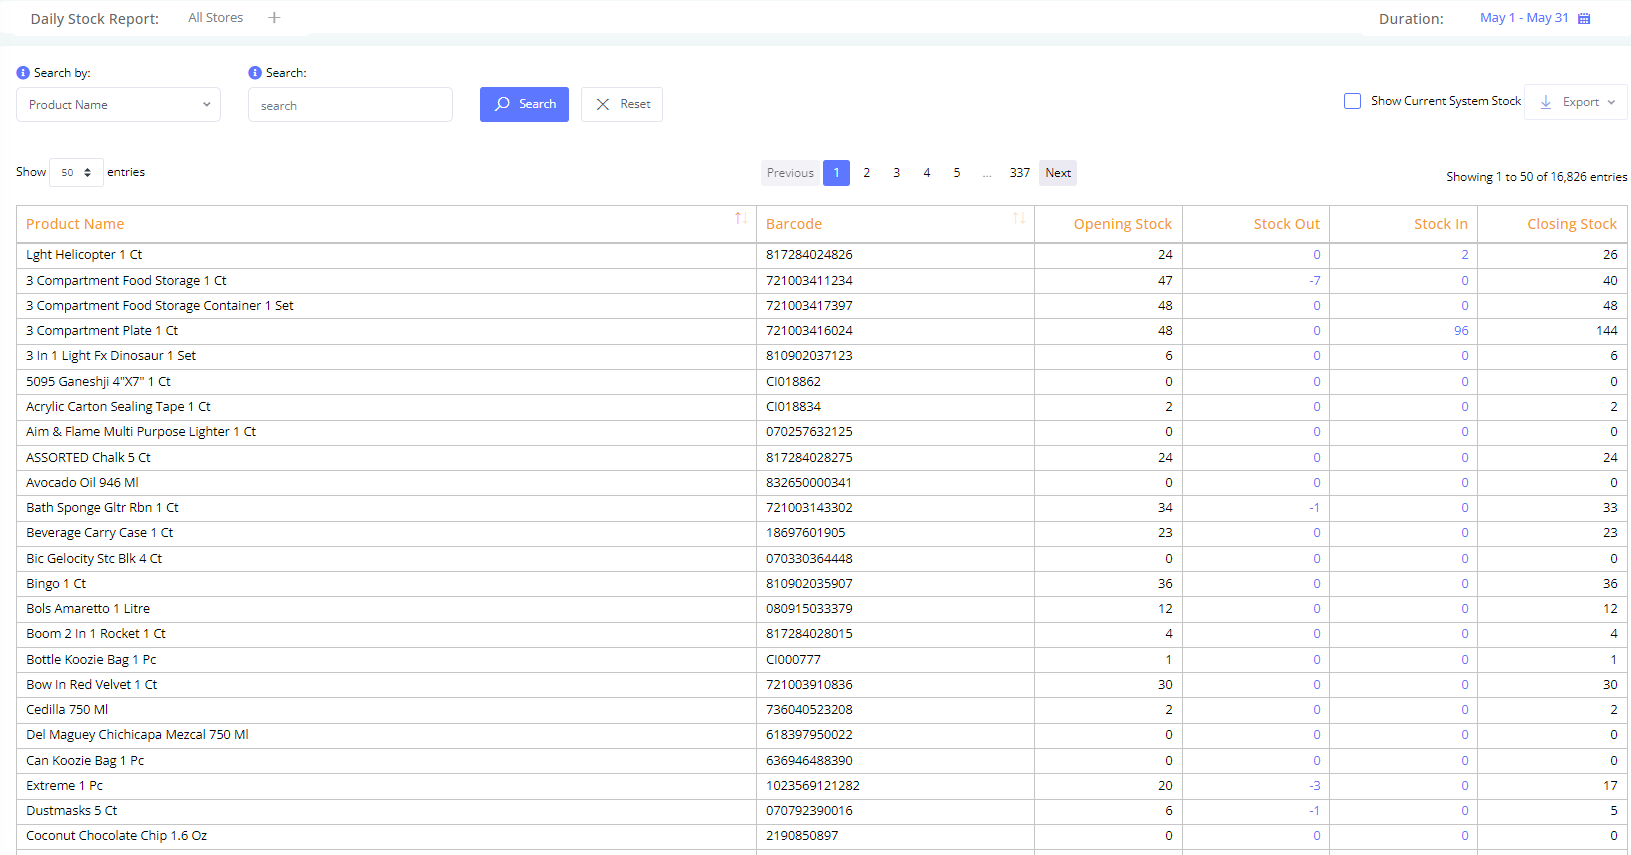 Daily Stock Report: All Stores + Duration: May 1 - May 31
Search by: Search:
Product Name search Search Reset Show Current System Stock Export
Show 50 entries Previous 1 2 3 4 5 ... 337 Next Showing 1 to 50 of 16,826 entries
Product Name Barcode Opening Stock Stock Out Stock In Closing Stock
Lght Helicopter 1 Ct 817284024826 24 0 2 26
3 Compartment Food Storage 1 Ct 721003411234 47 -7 0 40
3 Compartment Food Storage Container 1 Set 721003417397 48 0 0 48
3 Compartment Plate 1 Ct 721003416024 48 0 96 144
3 In 1 Light Fx Dinosaur 1 Set 810902037123 6 0 0 6
5095 Ganeshji 4"X7" 1 Ct CI018862 0 0 0 0
Acrylic Carton Sealing Tape 1 Ct CI018834 2 0 0 2
Aim & Flame Multi Purpose Lighter 1 Ct 070257632125 0 0 0 0
ASSORTED Chalk 5 Ct 817284028275 24 0 0 24
Avocado Oil 946 Ml 832650000341 0 0 0 0
Bath Sponge Gltr Rbn 1 Ct 721003143302 34 -1 0 33
Beverage Carry Case 1 Ct 18697601905 23 0 0 23
Bic Gelocity Stc Blk 4 Ct 070330364448 0 0 0 0
Bingo 1 Ct 810902035907 36 0 0 36
Bols Amaretto 1 Litre 080915033379 12 0 0 12
Boom 2 In 1 Rocket 1 Ct 817284028015 4 0 0 4
Bottle Koozie Bag 1 Pc CI000777 1 0 0 1
Bow In Red Velvet 1 Ct 721003910836 30 0 0 30
Cedilla 750 Ml 736040523208 2 0 0 2
Del Maguey Chichicapa Mezcal 750 Ml 618397950022 0 0 0 0
Can Koozie Bag 1 Pc 636946488390 0 0 0 0
Extreme 1 Pc 1023569121282 20 -3 0 17
Dustmasks 5 Ct 070792390016 6 -1 0 5
Coconut Chocolate Chip 1.6 Oz 2190850897 0 0 0 0